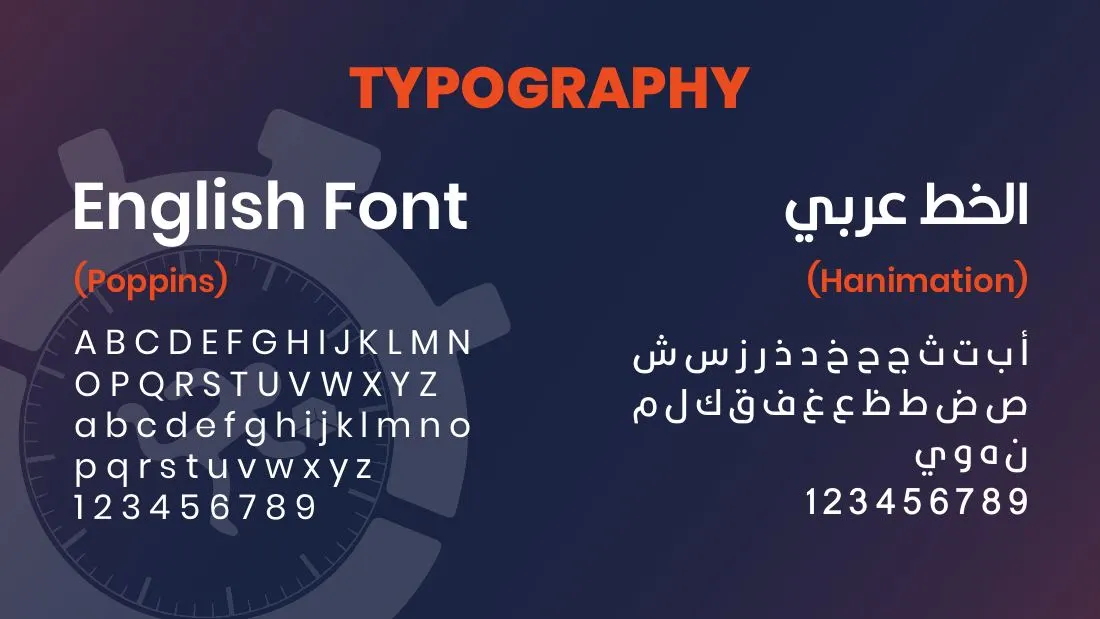 TYPOGRAPHY
English Font
(Poppins)
A B C D E F G H I J K L M N
O P Q R S T U V W X Y Z
a b c d e f g h i j k l m n o
p q r s t u v w x y z
1 2 3 4 5 6 7 8 9
الخط عربي
(Hanimation)
أ ب ت ث ج ح خ د ذ ر ز س ش
ص ض ط ظ ع غ ف ق ك ل م
ن ه و ي
1 2 3 4 5 6 7 8 9